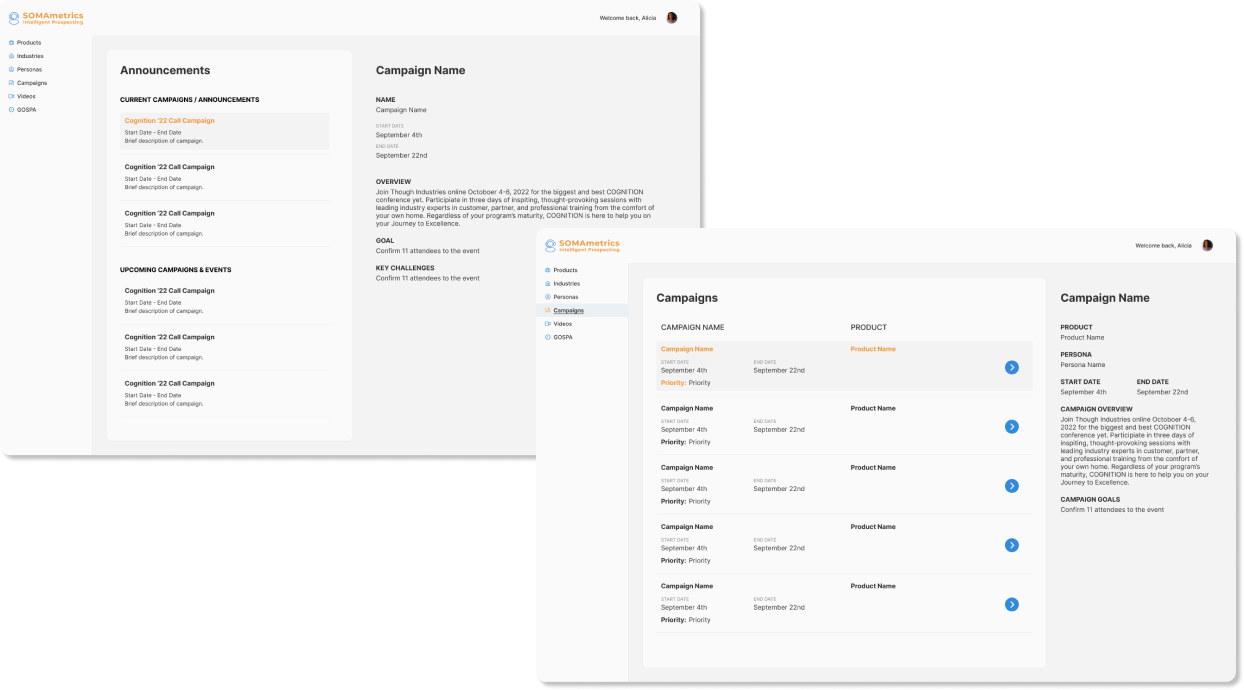 SOMAmetrics
Intelligent Prospecting
Welcome back, Alicia
Products
Industries
Personas
Campaigns
Videos
GOSPA
Announcements
CURRENT CAMPAIGNS / ANNOUNCEMENTS
Cognition '22 Call Campaign
Start Date - End Date
Brief description of campaign.
Cognition '22 Call Campaign
Start Date - End Date
Brief description of campaign.
Cognition '22 Call Campaign
Start Date - End Date
Brief description of campaign.
UPCOMING CAMPAIGNS & EVENTS
Cognition '22 Call Campaign
Start Date - End Date
Brief description of campaign.
Cognition '22 Call Campaign
Start Date - End Date
Brief description of campaign.
Cognition '22 Call Campaign
Start Date - End Date
Brief description of campaign.
Campaign Name
NAME
Campaign Name
START DATE
September 4th
END DATE
September 22nd
OVERVIEW
Join Though Industries online Octoboer 4-6, 2022 for the biggest and best COGNITION
conference yet. Participiate in three days of inspiting, thought-provoking sessions with
leading industry experts in customer, partner, and professional training from the comfort of
your own home. Regardless of your program's maturity, COGNITION is here to help you on
your Journey to Excellence.
GOAL
Confirm 11 attendees to the event
KEY CHALLENGES
Confirm 11 attendees to the event
SOMAmetrics
Intelligent Prospecting
Welcome back, Alicia
Products
Industries
Personas
Campaigns
Videos
GOSPA
Campaigns
CAMPAIGN NAME PRODUCT
Campaign Name Product Name
START DATE END DATE
September 4th September 22nd
Priority: Priority
Campaign Name Product Name
START DATE END DATE
September 4th September 22nd
Priority: Priority
Campaign Name Product Name
START DATE END DATE
September 4th September 22nd
Priority: Priority
Campaign Name Product Name
START DATE END DATE
September 4th September 22nd
Priority: Priority
Campaign Name Product Name
START DATE END DATE
September 4th September 22nd
Priority: Priority
Campaign Name
PRODUCT
Product Name
PERSONA
Persona Name
START DATE END DATE
September 4th September 22nd
CAMPAIGN OVERVIEW
Join Though Industries online Octoboer 4-6,
2022 for the biggest and best COGNITION
conference yet. Participiate in three days of
inspiting, thought-provoking sessions with
leading industry experts in customer, partner,
and professional training from the comfort of
your own home. Regardless of your program's
maturity, COGNITION is here to help you on your
Journey to Excellence.
CAMPAIGN GOALS
Confirm 11 attendees to the event